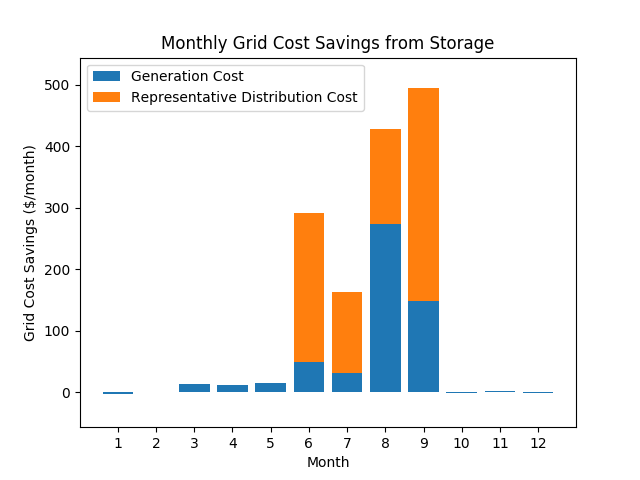 Monthly Grid Cost Savings from Storage
Generation Cost
Representative Distribution Cost
Grid Cost Savings ($/month)
500
400
300
200
100
0
1 2 3 4 5 6 7 8 9 10 11 12
Month